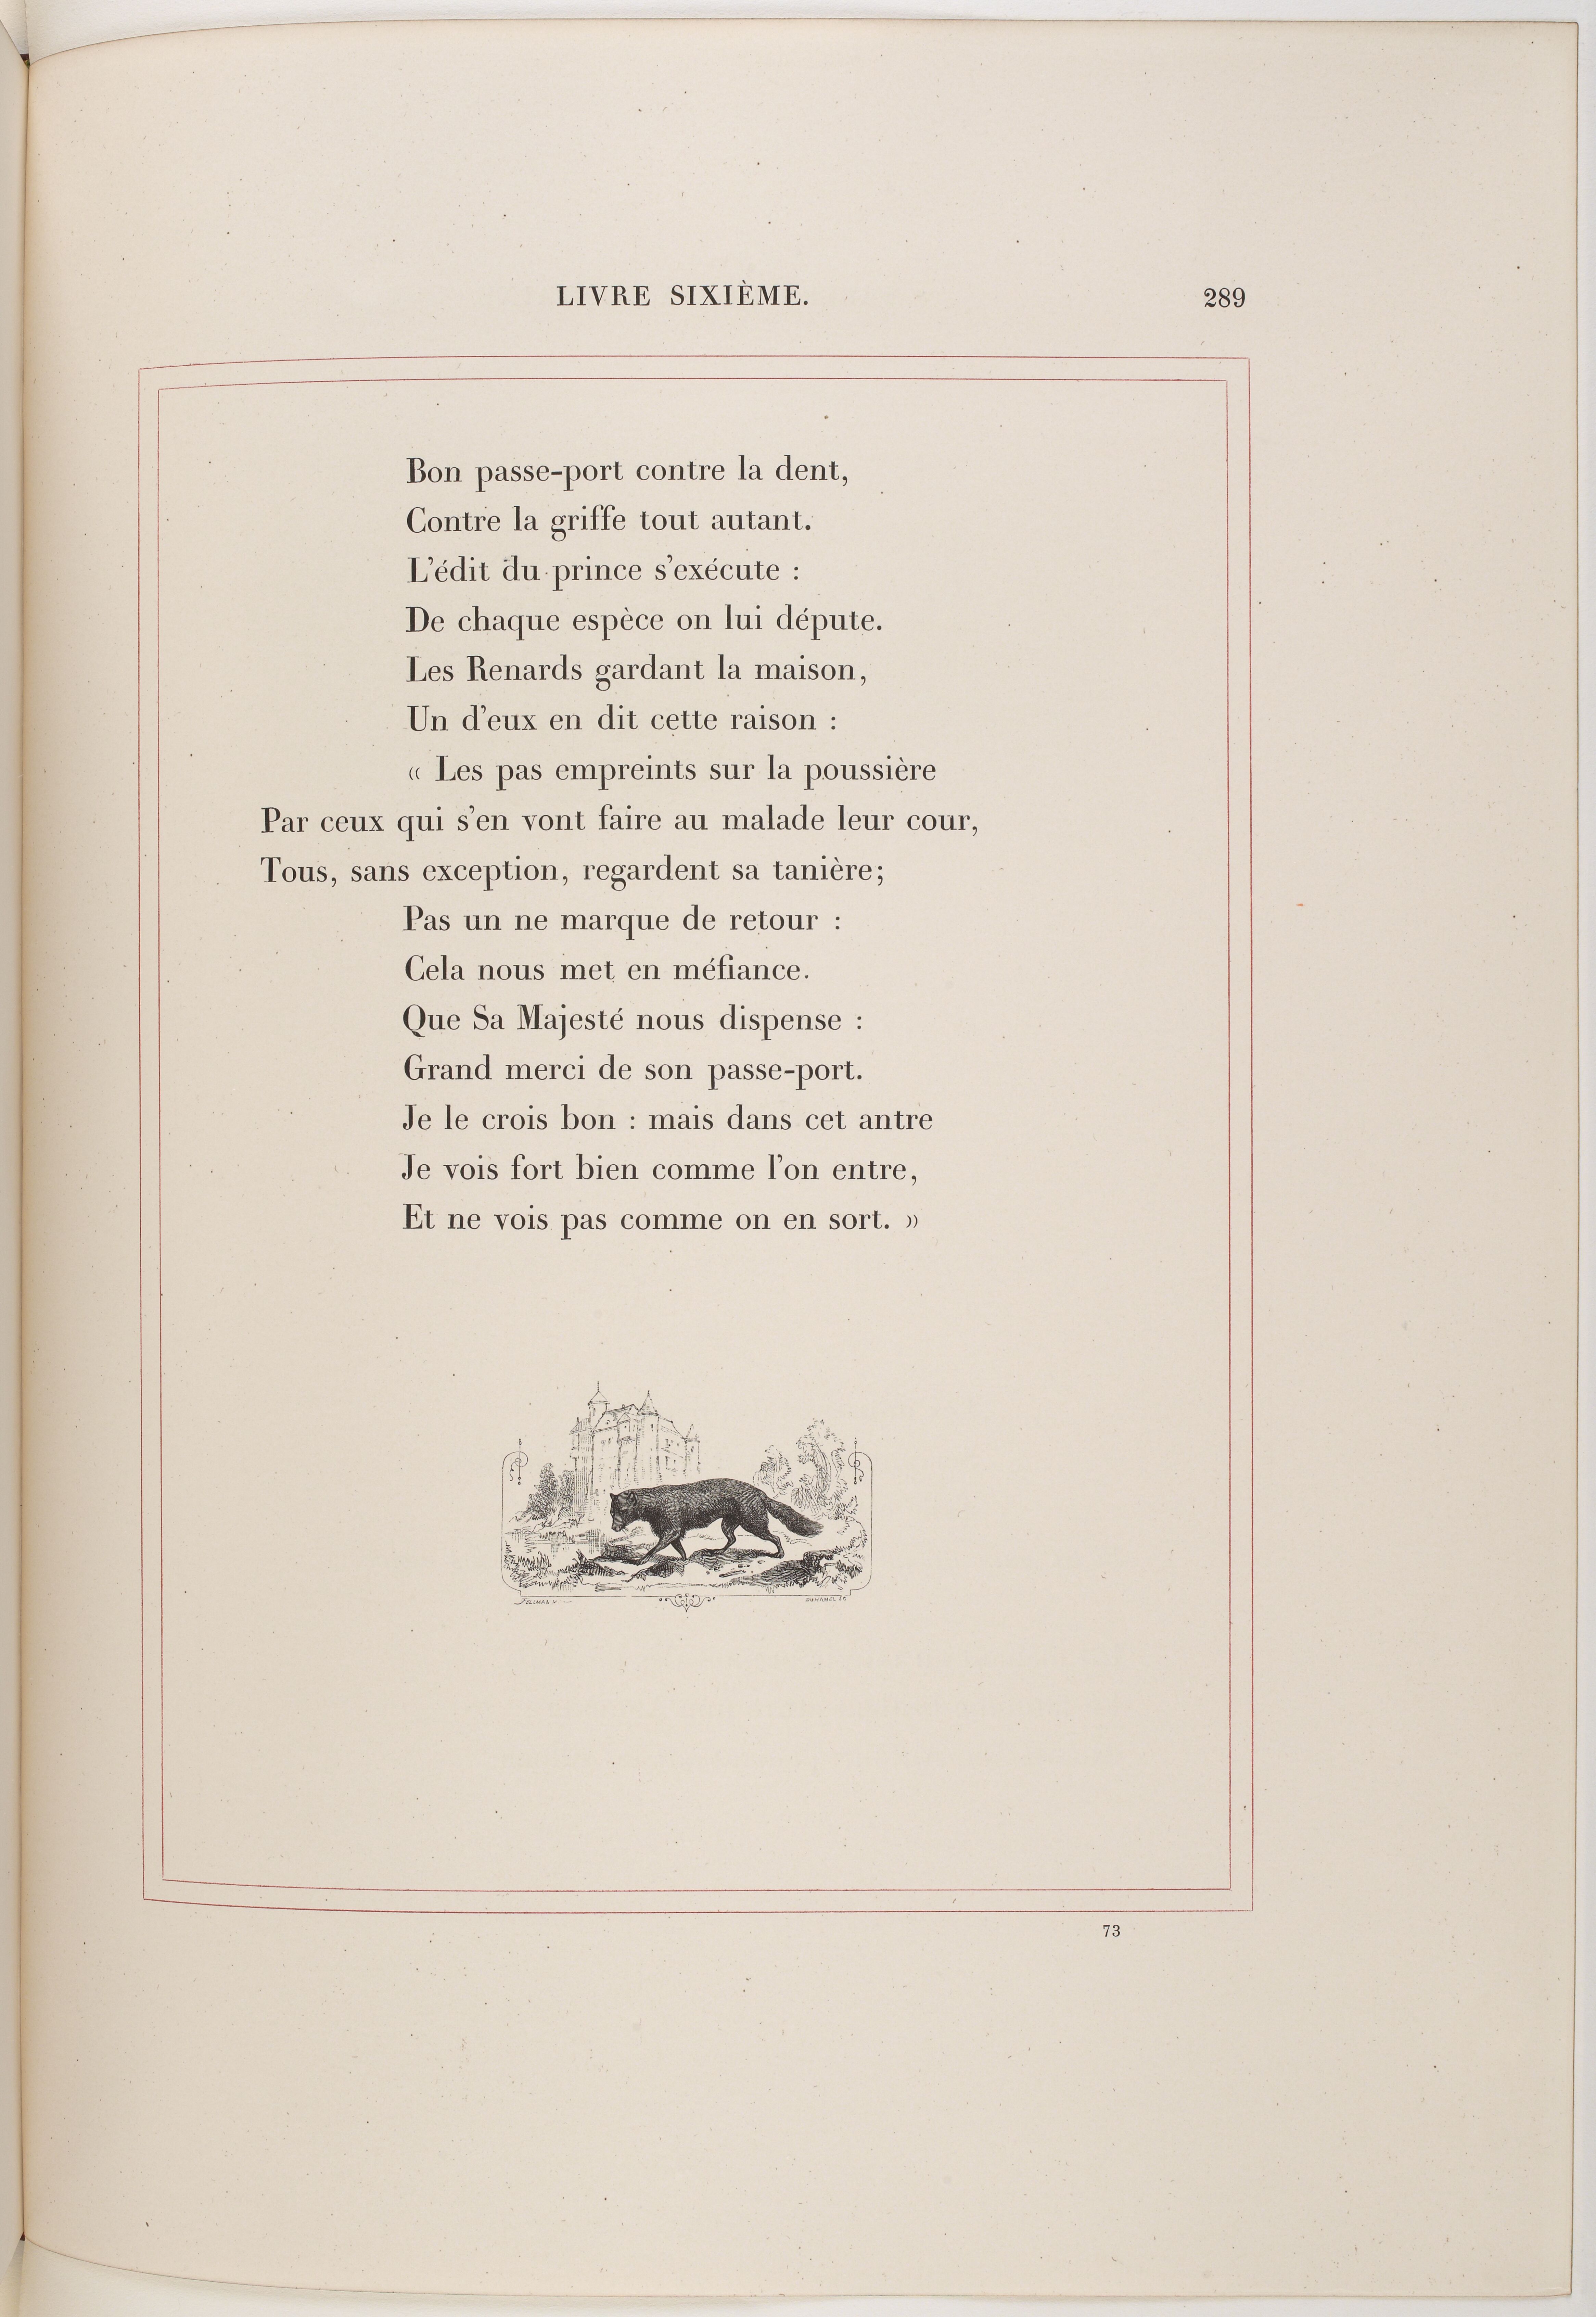 LIVRE SIXIÈME. 289
Bon passe-port contre la dent,
Contre la griffe tout autant.
L'édit du prince s'exécute :
De chaque espèce on lui députe.
Les Renards gardant la maison,
Un d'eux en dit cette raison :
« Les pas empreints sur la poussière
Par ceux qui s'en vont faire au malade leur cour,
Tous, sans exception, regardent sa tanière;
Pas un ne marque de retour :
Cela nous met en méfiance.
Que Sa Majesté nous dispense :
Grand merci de son passe-port.
Je le crois bon : mais dans cet antre
Je vois fort bien comme l'on entre,
Et ne vois pas comme on en sort. »
73